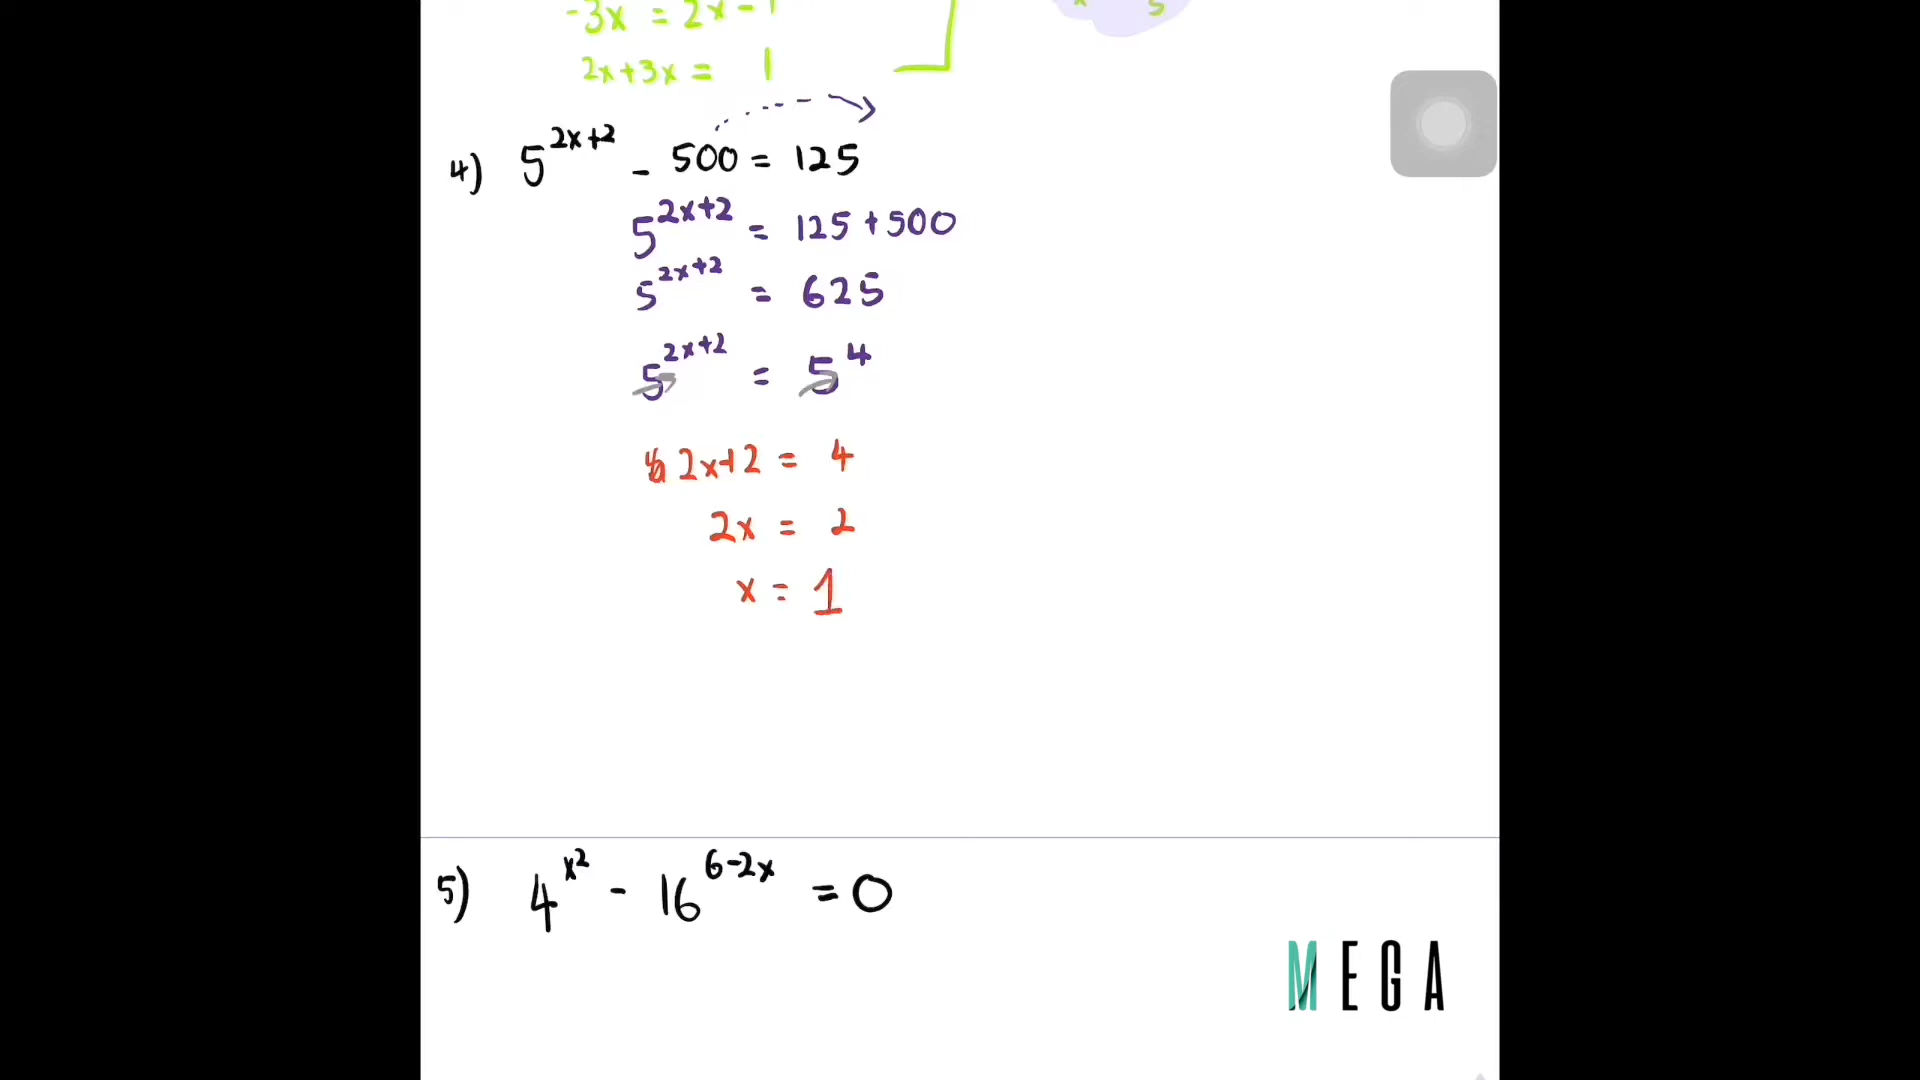 -3x = 2x - 1
5
2x+3x = 1
4) 5^{2x+2} - 500 = 125
5^{2x+2} = 125 + 500
5^{2x+2} = 625
5^{2x+2} = 5^4
2x+2 = 4
2x = 2
x = 1
5) 4^{x^2} - 16^{6-2x} = 0
MEGA